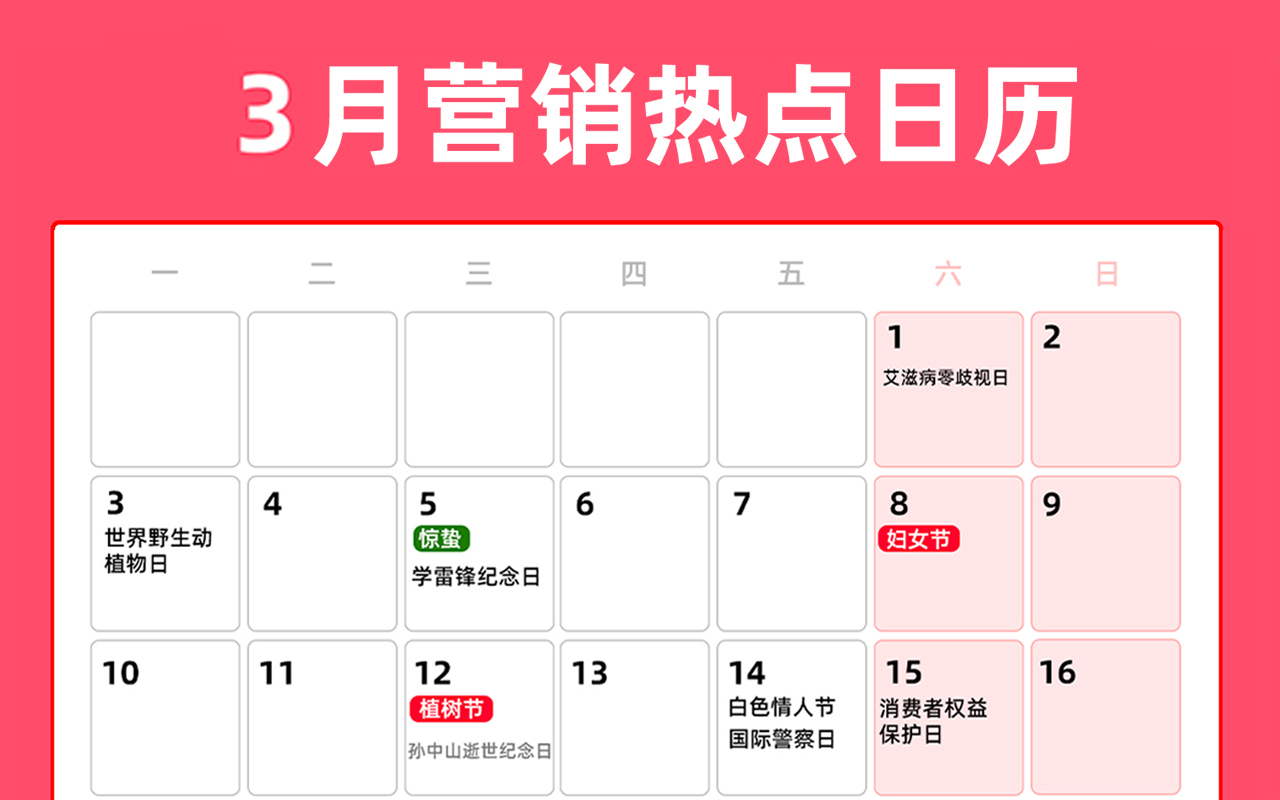 3月营销热点日历
一 二 三 四 五 六 日
1
艾滋病零歧视日
2
3
世界野生动
植物日
4
5
惊蛰
学雷锋纪念日
6
7
8
妇女节
9
10
11
12
植树节
孙中山逝世纪念日
13
14
白色情人节
国际警察日
15
消费者权益
保护日
16